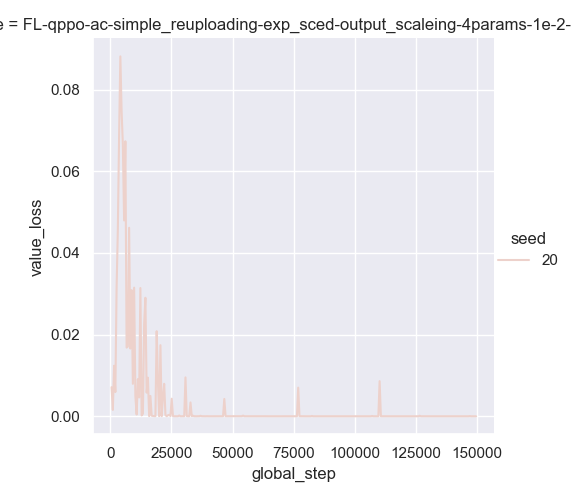 e = FL-qppo-ac-simple_reuploading-exp_sced-output_scaleing-4params-1e-2-
0.08
0.06
0.04
0.02
0.00
value_loss
0 25000 50000 75000 100000 125000 150000
global_step
seed
20